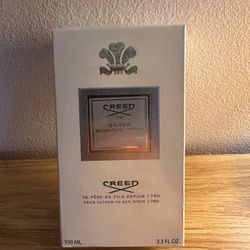 CREED
SILVER
MOUNTAIN
CREED
DE PÈRE EN FILS DEPUIS 1760
FROM FATHER TO SON SINCE 1760
100 ML
3.3 FL.OZ.